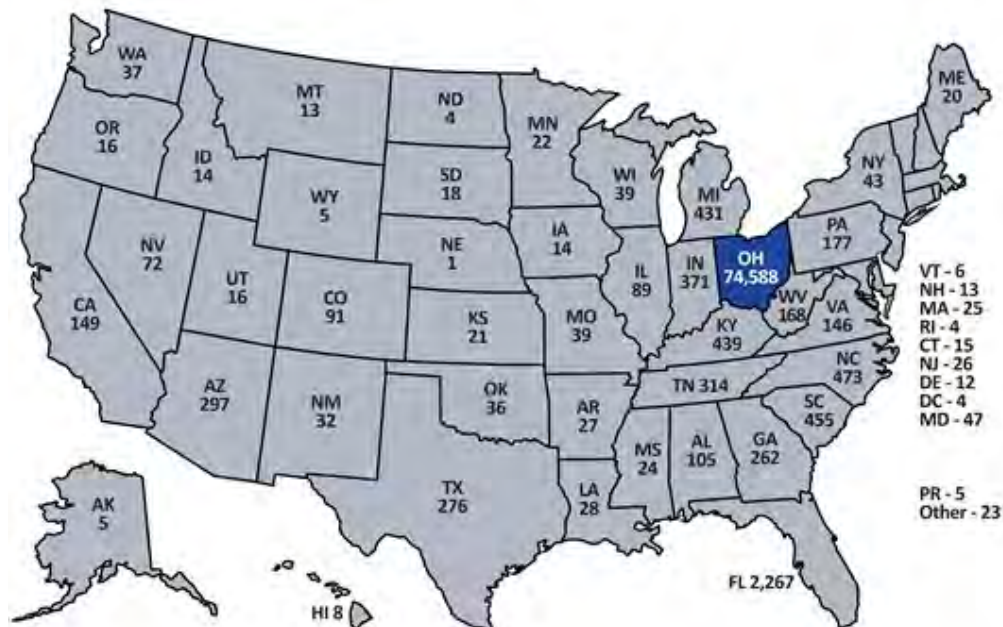 WA
37
OR
16
CA
149
NV
72
ID
14
MT
13
WY
5
UT
16
AZ
297
CO
91
NM
32
ND
4
SD
18
NE
1
KS
21
OK
36
TX
276
MN
22
IA
14
MO
39
AR
27
LA
28
WI
39
IL
89
MS
24
MI
431
IN
371
OH
74,588
KY
439
TN 314
AL
105
GA
262
FL 2,267
SC
455
NC
473
VA
146
WV
168
PA
177
NY
43
ME
20
VT - 6
NH - 13
MA - 25
RI - 4
CT - 15
NJ - 26
DE - 12
DC - 4
MD - 47
PR - 5
Other - 23
AK
5
HI 8